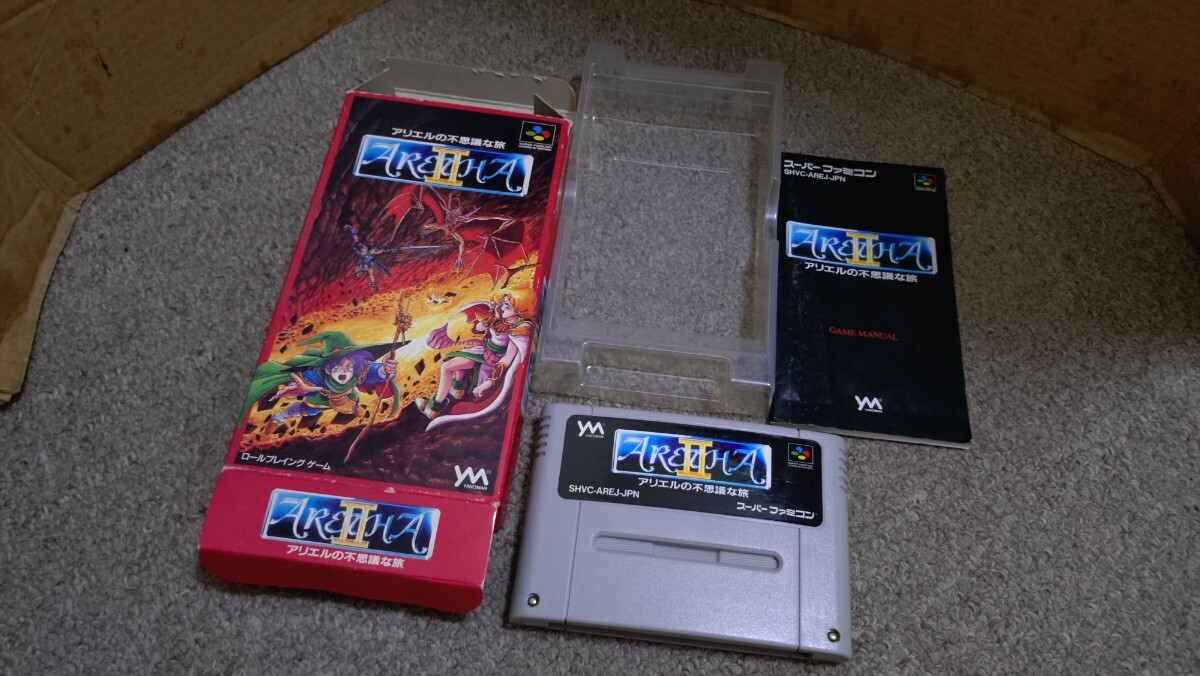 アリエルの不思議な旅
ARETHA
II
ロールプレイング ゲーム
YM
YANOMAN
ARETHA
II
アリエルの不思議な旅
スーパー ファミコン
SHVC-AREJ-JPN
ARETHA
II
アリエルの不思議な旅
GAME MANUAL
YM
YANOMAN
YM
YANOMAN
ARETHA
II
アリエルの不思議な旅
SHVC-AREJ-JPN
スーパー ファミコン